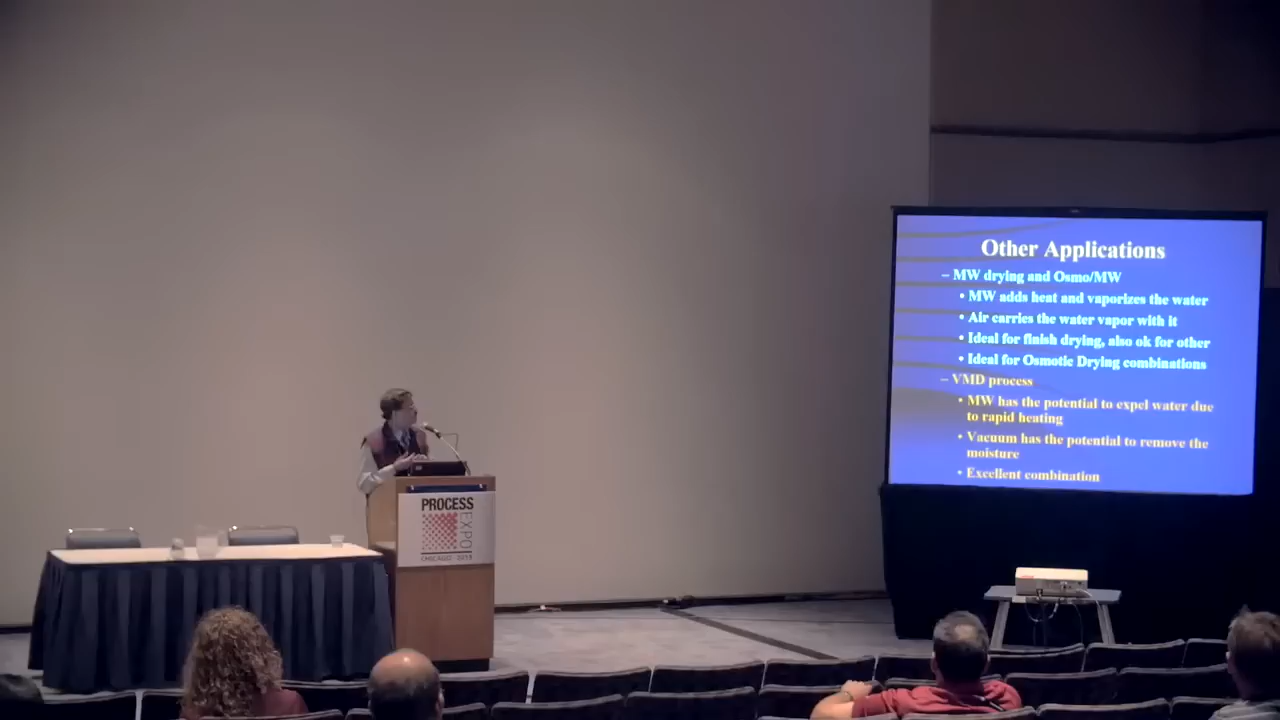 Other Applications
– MW drying and Osmo/MW
• MW adds heat and vaporizes the water
• Air carries the water vapor with it
• Ideal for finish drying, also ok for other
• Ideal for Osmotic Drying combinations
– VMD process
• MW has the potential to expel water due
to rapid heating
• Vacuum has the potential to remove the
moisture
• Excellent combination
PROCESS
EXPO
CHICAGO